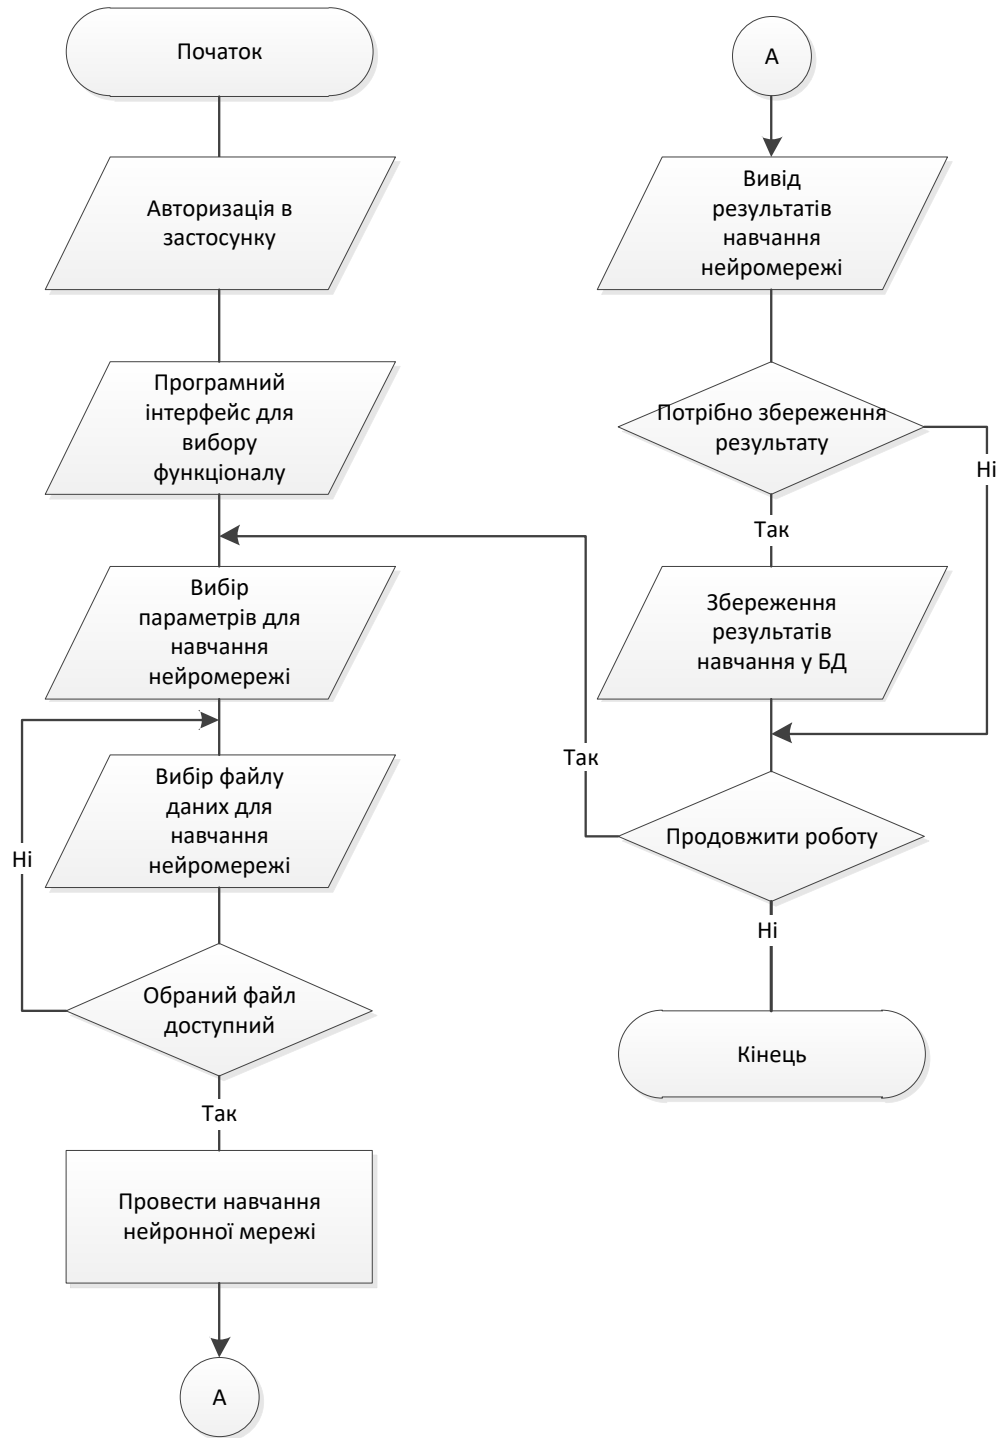 Початок
Авторизація в
застосунку
Програмний
інтерфейс для
вибору
функціоналу
Вибір
параметрів для
навчання
нейромережі
Вибір файлу
даних для
навчання
нейромережі
Ні
Обраний файл
доступний
Так
Провести навчання
нейронної мережі
А
А
Вивід
результатів
навчання
нейромережі
Потрібно збереження
результату
Ні
Так
Збереження
результатів
навчання у БД
Так
Продовжити роботу
Ні
Кінець